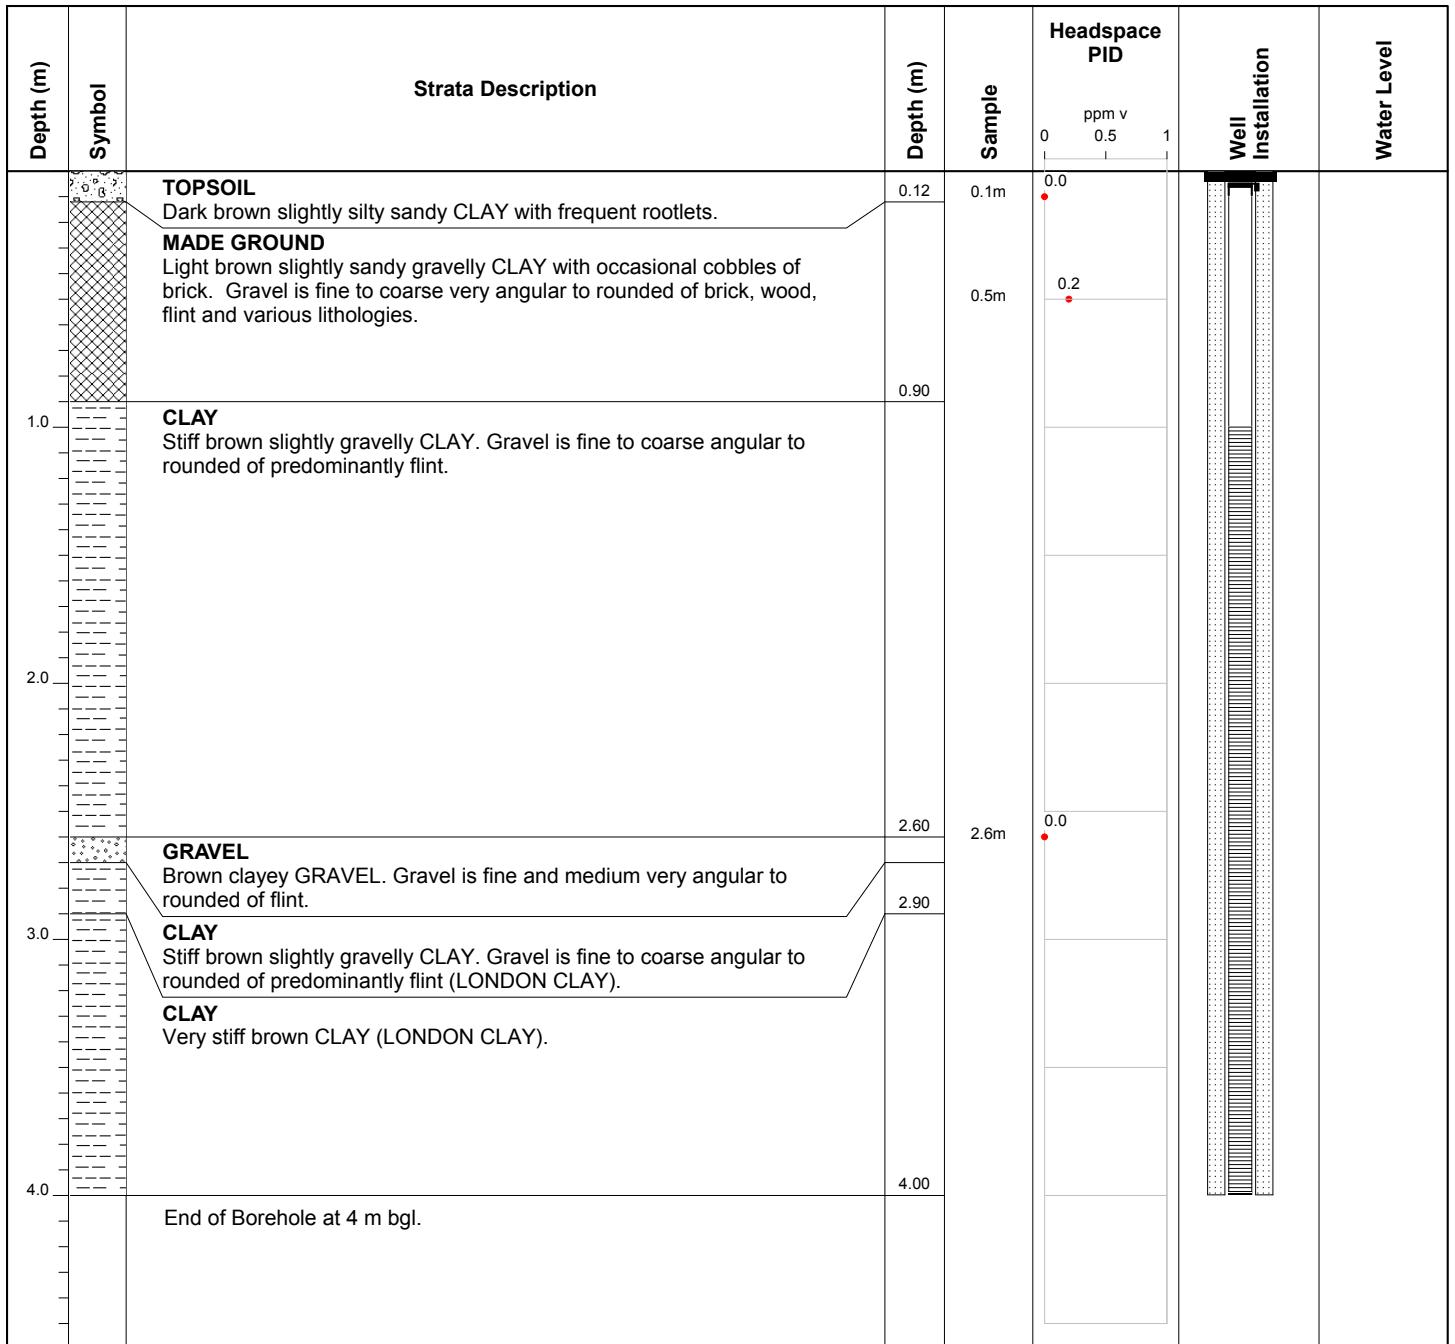 Depth (m)
Symbol
Strata Description
Depth (m)
Sample
Headspace
PID
ppm v
0 0.5 1
Well
Installation
Water Level
TOPSOIL
Dark brown slightly silty sandy CLAY with frequent rootlets.
0.12
0.1m
0.0
MADE GROUND
Light brown slightly sandy gravelly CLAY with occasional cobbles of
brick. Gravel is fine to coarse very angular to rounded of brick, wood,
flint and various lithologies.
0.5m
0.2
0.90
1.0
CLAY
Stiff brown slightly gravelly CLAY. Gravel is fine to coarse angular to
rounded of predominantly flint.
2.0
2.60
2.6m
0.0
GRAVEL
Brown clayey GRAVEL. Gravel is fine and medium very angular to
rounded of flint.
2.90
3.0
CLAY
Stiff brown slightly gravelly CLAY. Gravel is fine to coarse angular to
rounded of predominantly flint (LONDON CLAY).
CLAY
Very stiff brown CLAY (LONDON CLAY).
4.0
4.00
End of Borehole at 4 m bgl.